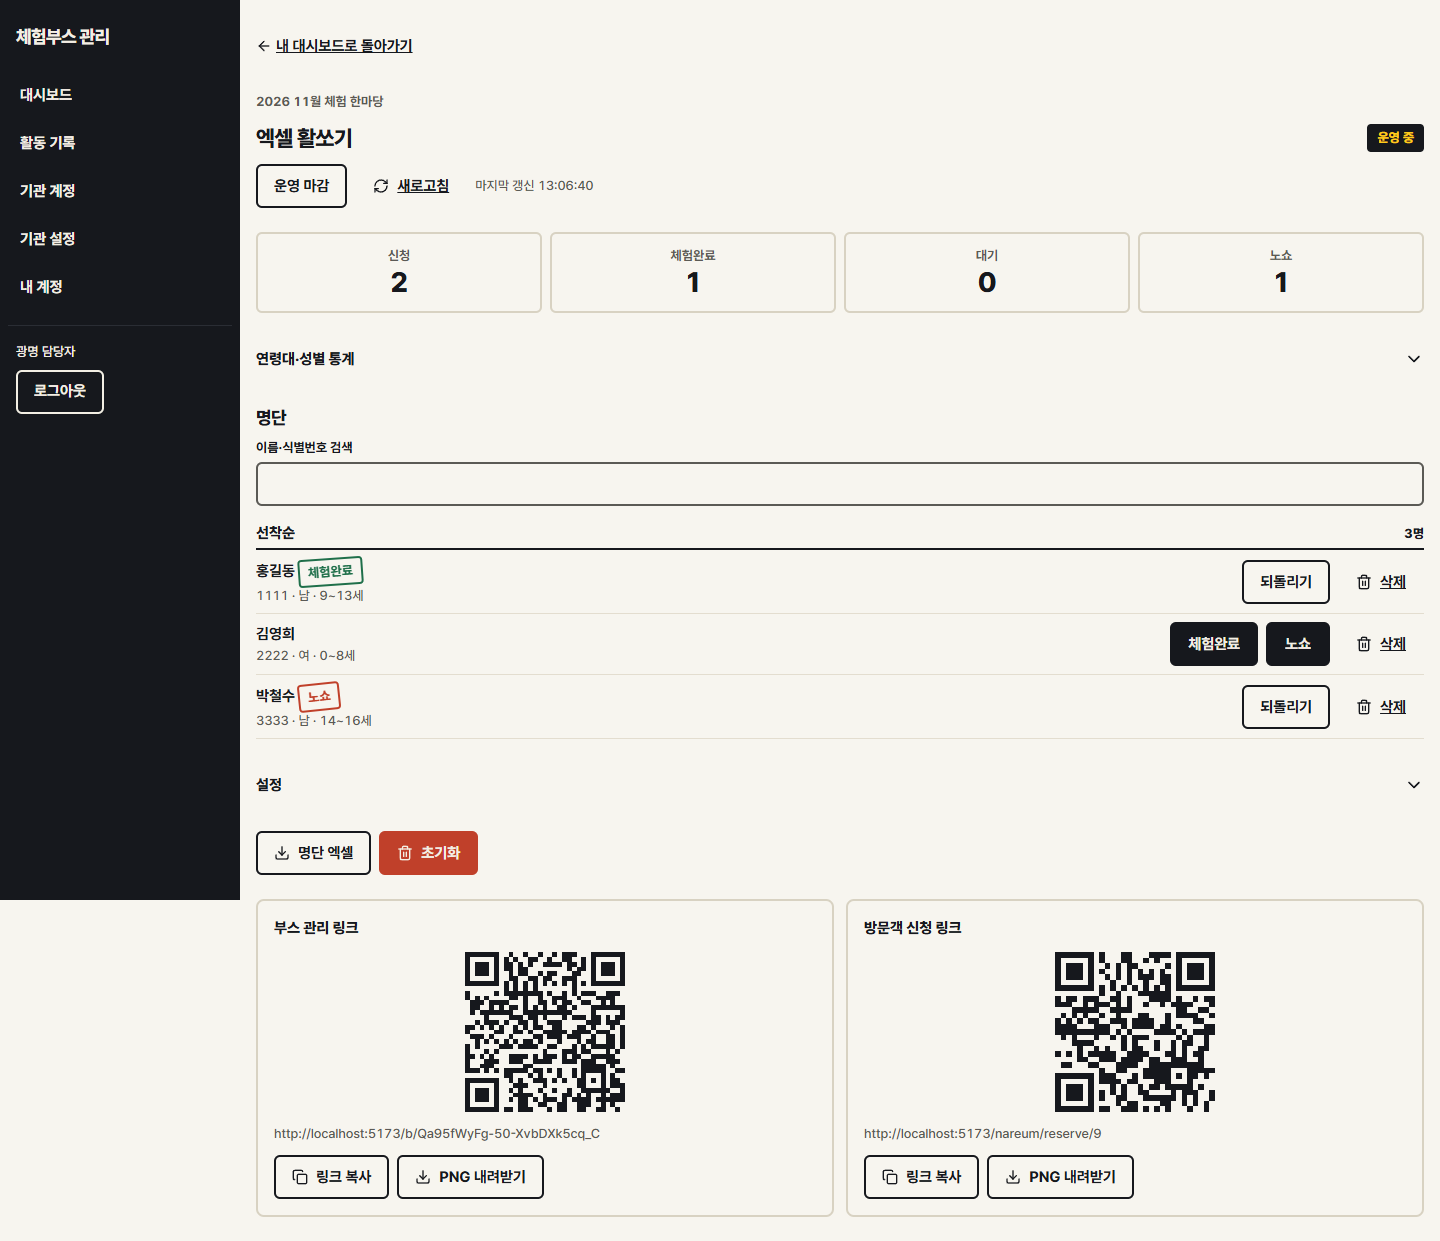 체험부스 관리
대시보드
활동 기록
기관 계정
기관 설정
내 계정
광명 담당자
로그아웃
내 대시보드로 돌아가기
2026 11월 체험 한마당
엑셀 활쏘기
운영 중
운영 마감
새로고침
마지막 갱신 13:06:40
신청
2
체험완료
1
대기
0
노쇼
1
연령대·성별 통계
명단
이름·식별번호 검색
선착순
3명
홍길동 체험완료
1111 · 남 · 9~13세
되돌리기
삭제
김영희
2222 · 여 · 0~8세
체험완료
노쇼
삭제
박철수 노쇼
3333 · 남 · 14~16세
되돌리기
삭제
설정
명단 엑셀
초기화
부스 관리 링크
http://localhost:5173/b/Qa95fWyFg-50-XvbDXk5cq_C
링크 복사
PNG 내려받기
방문객 신청 링크
http://localhost:5173/nareum/reserve/9
링크 복사
PNG 내려받기